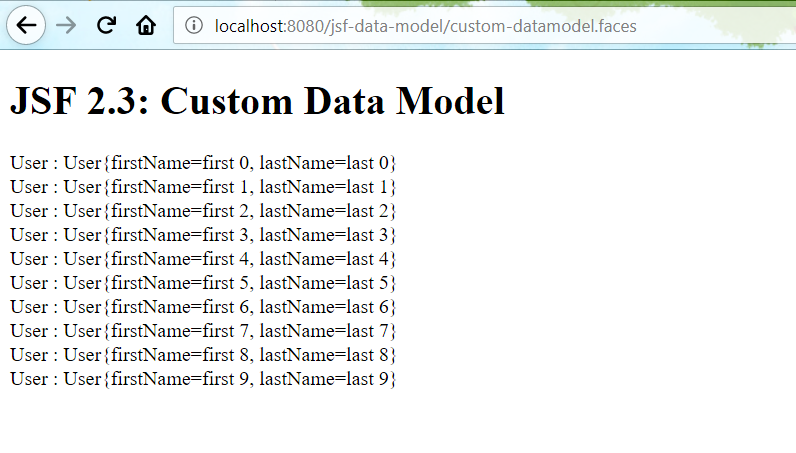 localhost:8080/jsf-data-model/custom-datamodel.faces
JSF 2.3: Custom Data Model
User : User{firstName=first 0, lastName=last 0}
User : User{firstName=first 1, lastName=last 1}
User : User{firstName=first 2, lastName=last 2}
User : User{firstName=first 3, lastName=last 3}
User : User{firstName=first 4, lastName=last 4}
User : User{firstName=first 5, lastName=last 5}
User : User{firstName=first 6, lastName=last 6}
User : User{firstName=first 7, lastName=last 7}
User : User{firstName=first 8, lastName=last 8}
User : User{firstName=first 9, lastName=last 9}